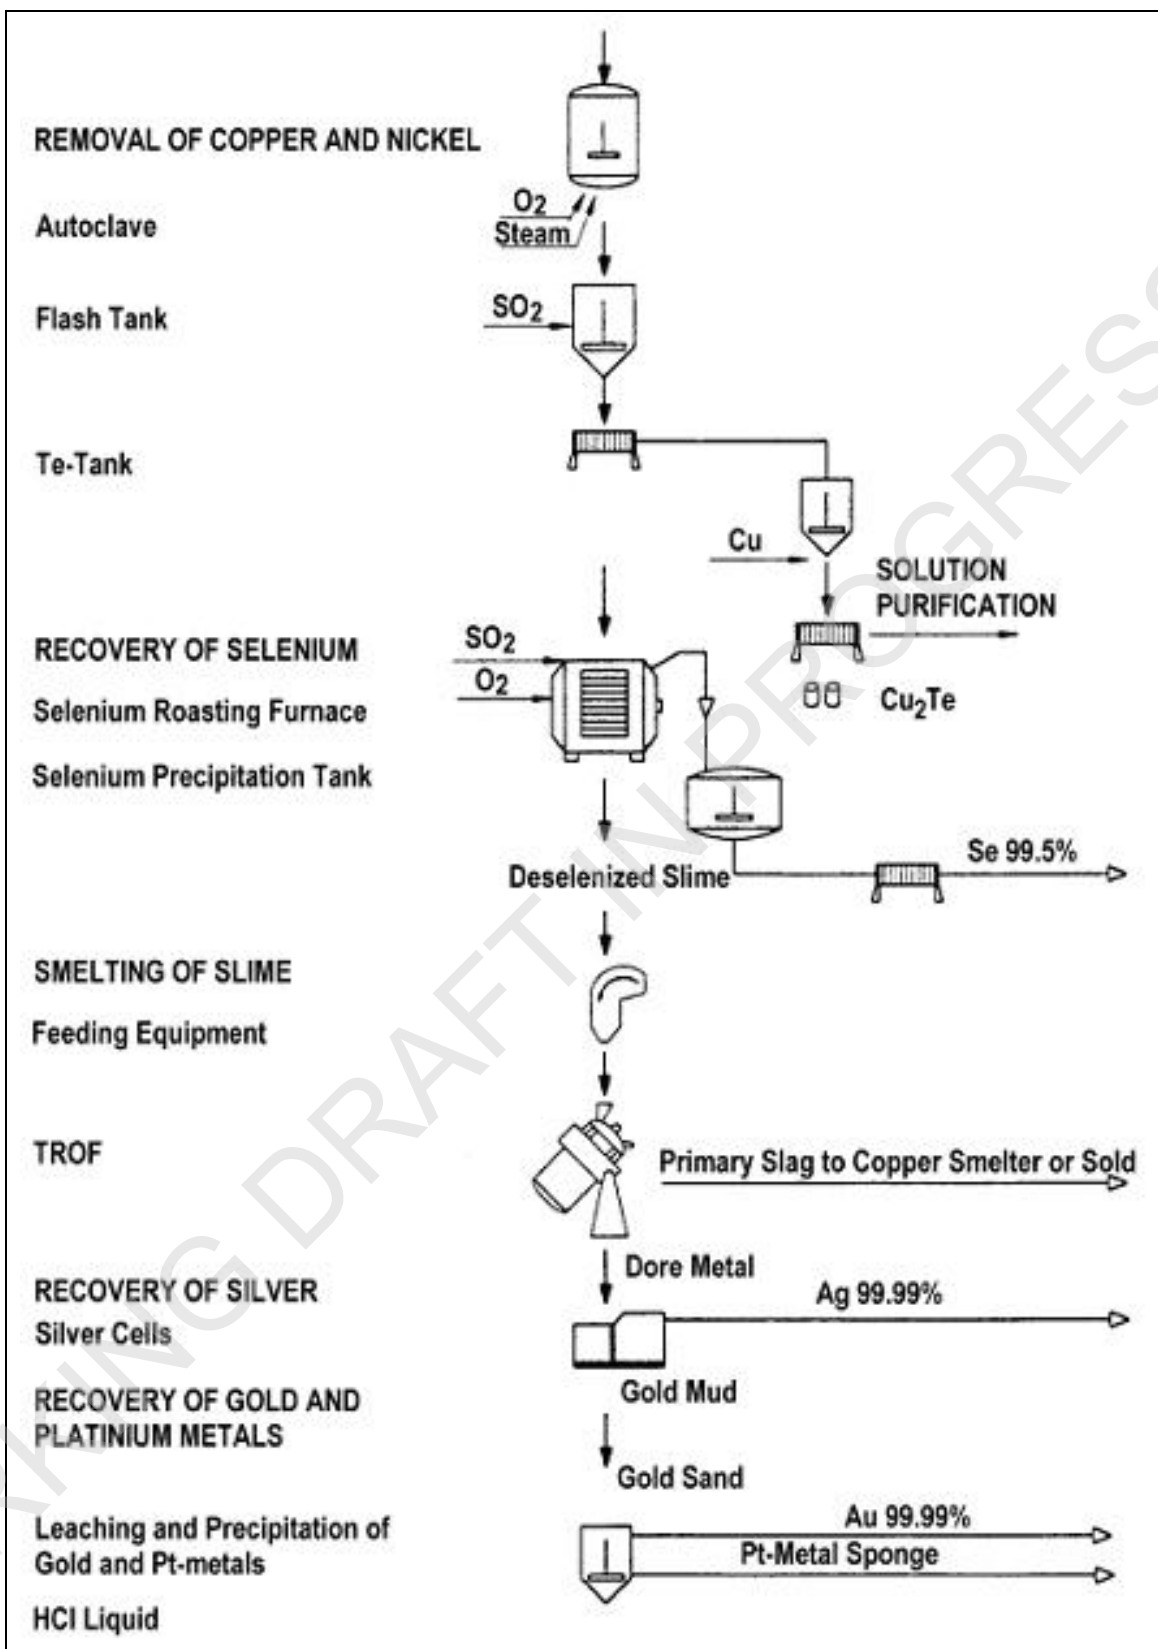 REMOVAL OF COPPER AND NICKEL
O2
Autoclave
Steam
SO2
Flash Tank
Te-Tank
Cu
SOLUTION
PURIFICATION
SO2
RECOVERY OF SELENIUM
O2
Selenium Roasting Furnace
Cu2Te
Selenium Precipitation Tank
Se 99.5%
Deselenized Slime
SMELTING OF SLIME
Feeding Equipment
TROF
Primary Slag to Copper Smelter or Sold
Dore Metal
RECOVERY OF SILVER
Ag 99.99%
Silver Cells
Gold Mud
RECOVERY OF GOLD AND
PLATINIUM METALS
Gold Sand
Au 99.99%
Leaching and Precipitation of
Gold and Pt-metals
Pt-Metal Sponge
HCl Liquid
RKING DRAFT IN PROGRESS